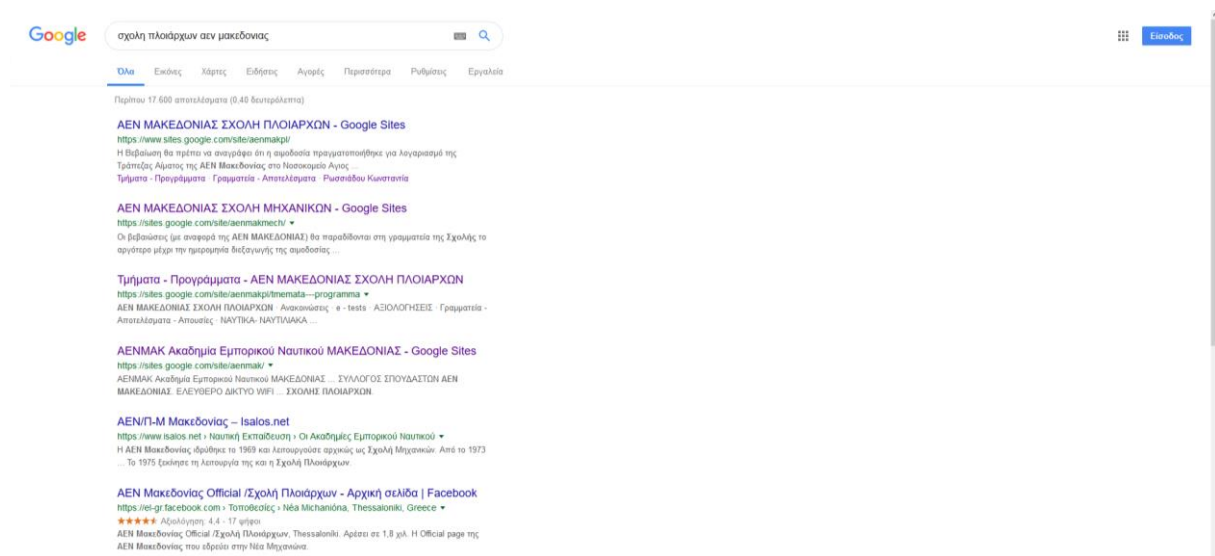 Google
σχολη πλοιάρχων αεν μακεδονιας
Είσοδος
Όλα Εικόνες Χάρτες Ειδήσεις Αγορές Περισσότερα Ρυθμίσεις Εργαλεία
Περίπου 17.600 αποτελέσματα (0,40 δευτερόλεπτα)
ΑΕΝ ΜΑΚΕΔΟΝΙΑΣ ΣΧΟΛΗ ΠΛΟΙΑΡΧΩΝ - Google Sites
https://www.sites.google.com/site/aenmakpl/
Η Βεβαίωση θα πρέπει να αναγράφει ότι η αιμοδοσία πραγματοποιήθηκε για λογαριασμό της
Τράπεζας Αίματος της ΑΕΝ Μακεδονίας στο Νοσοκομείο Άγιος ...
Τμήματα - Προγράμματα · Γραμματεία - Αποτελέσματα · Ρωσσιάδου Κωνσταντία
ΑΕΝ ΜΑΚΕΔΟΝΙΑΣ ΣΧΟΛΗ ΜΗΧΑΝΙΚΩΝ - Google Sites
https://sites.google.com/site/aenmakmech/
Οι βεβαιώσεις (με αναφορά της ΑΕΝ ΜΑΚΕΔΟΝΙΑΣ) θα παραδίδονται στη γραμματεία της Σχολής το
αργότερο μέχρι την ημερομηνία διεξαγωγής της αιμοδοσίας ...
Τμήματα - Προγράμματα - ΑΕΝ ΜΑΚΕΔΟΝΙΑΣ ΣΧΟΛΗ ΠΛΟΙΑΡΧΩΝ
https://sites.google.com/site/aenmakpl/tmemata---programma
ΑΕΝ ΜΑΚΕΔΟΝΙΑΣ ΣΧΟΛΗ ΠΛΟΙΑΡΧΩΝ · Ανακοινώσεις · e - tests · ΑΞΙΟΛΟΓΗΣΕΙΣ · Γραμματεία -
Αποτελέσματα - Απουσίες · ΝΑΥΤΙΚΑ- ΝΑΥΤΙΛΙΑΚΑ ...
ΑΕΝΜΑΚ Ακαδημία Εμπορικού Ναυτικού ΜΑΚΕΔΟΝΙΑΣ - Google Sites
https://sites.google.com/site/aenmak/
ΑΕΝΜΑΚ Ακαδημία Εμπορικού Ναυτικού ΜΑΚΕΔΟΝΙΑΣ ... ΣΥΛΛΟΓΟΣ ΣΠΟΥΔΑΣΤΩΝ ΑΕΝ
ΜΑΚΕΔΟΝΙΑΣ. ΕΛΕΥΘΕΡΟ ΔΙΚΤΥΟ WIFI ... ΣΧΟΛΗΣ ΠΛΟΙΑΡΧΩΝ.
ΑΕΝ/Π-Μ Μακεδονίας – Isalos.net
https://www.isalos.net › Ναυτική Εκπαίδευση › Οι Ακαδημίες Εμπορικού Ναυτικού
Η ΑΕΝ Μακεδονίας ιδρύθηκε το 1969 και λειτουργούσε αρχικώς ως Σχολή Μηχανικών. Από το 1973
... Το 1975 ξεκίνησε τη λειτουργία της και η Σχολή Πλοιάρχων.
ΑΕΝ Μακεδονίας Official /Σχολή Πλοιάρχων - Αρχική σελίδα | Facebook
https://el-gr.facebook.com › Τοποθεσίες › Νέα Michanióna, Thessaloníki, Greece
Αξιολόγηση: 4,4 - 17 ψήφοι
ΑΕΝ Μακεδονίας Official /Σχολή Πλοιάρχων, Thessaloniki. Αρέσει σε 1,8 χιλ. Η Official page της
ΑΕΝ Μακεδονίας που εδρεύει στην Νέα Μηχανιώνα.